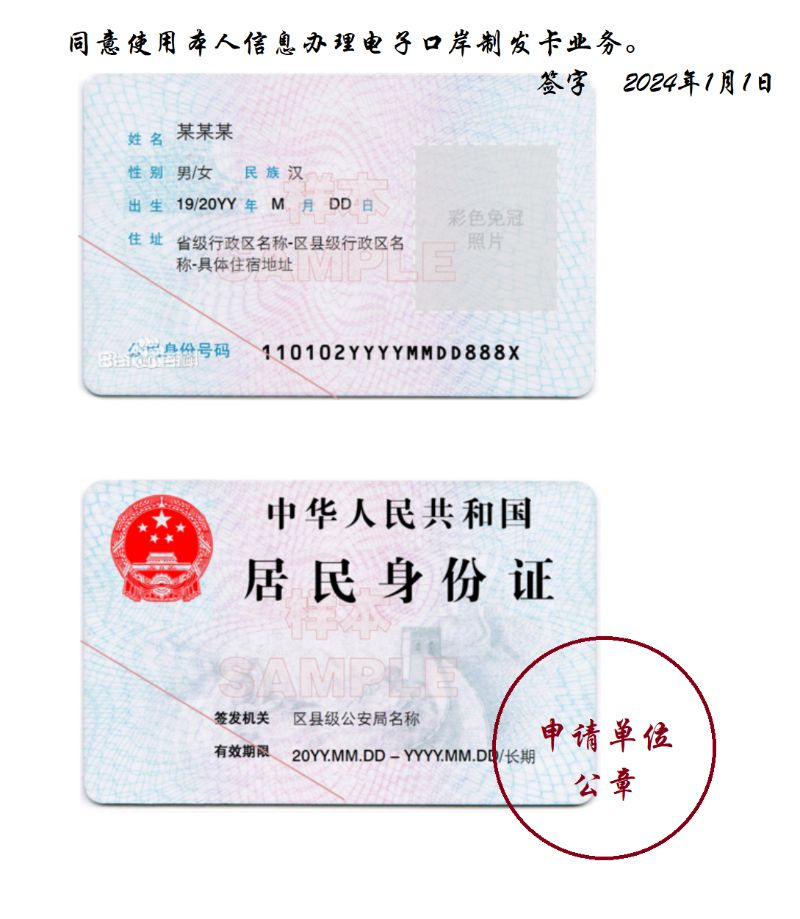 同意使用本人信息办理电子口岸制发卡业务。
签字 2024年1月1日
姓名 某某某
性别 男/女 民族 汉
出生 19/20YY 年 M 月 DD 日
住址 省级行政区名称-区县级行政区名
称-具体住宿地址
彩色免冠
照片
样本
SAMPLE
公民身份号码 110102YYYYMMDD888X
Baidu百科
中华人民共和国
居民身份证
样本
SAMPLE
签发机关 区县级公安局名称
有效期限 20YY.MM.DD – YYYY.MM.DD/长期
申请单位
公章